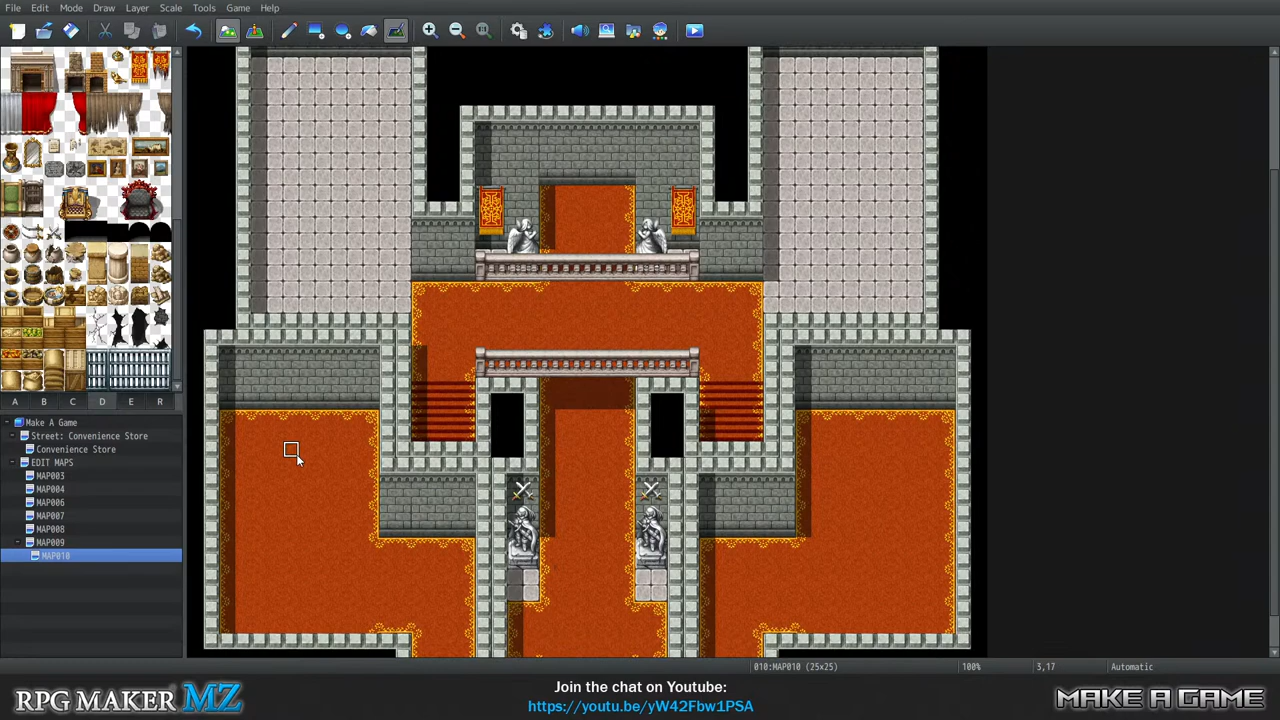 File Edit Mode Draw Layer Scale Tools Game Help
A B C D E R
Make A Game
Street: Convenience Store
Convenience Store
EDIT MAPS
MAP003
MAP004
MAP006
MAP007
MAP008
MAP009
MAP010
010:MAP010 (25x25) 100% 3,17 Automatic
RPG MAKER MZ
Join the chat on Youtube:
https://youtu.be/yW42Fbw1PSA
MAKE A GAME